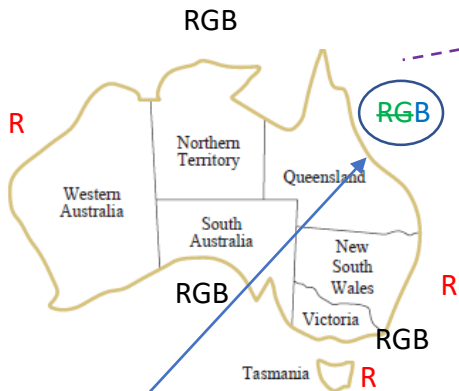 RGB
RGB
R
Northern
Territory
Western
Australia
Queensland
South
Australia
New
South
Wales
RGB
R
Victoria
RGB
Tasmania
R